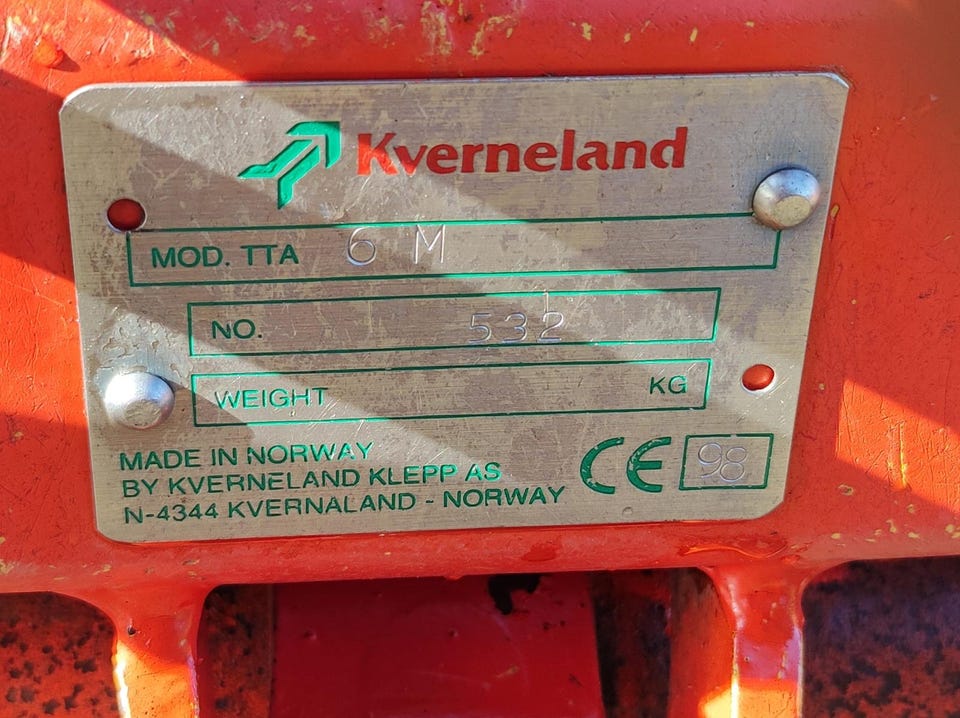 Kverneland
MOD. TTA 6 M
NO. 532
WEIGHT KG
MADE IN NORWAY
BY KVERNELAND KLEPP AS
N-4344 KVERNALAND - NORWAY
CE 98